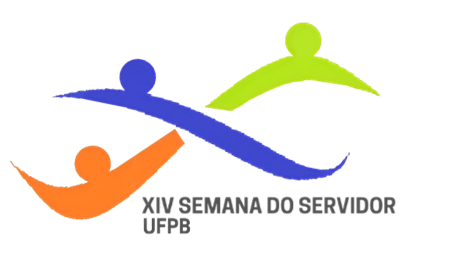 XIV SEMANA DO SERVIDOR
UFPB